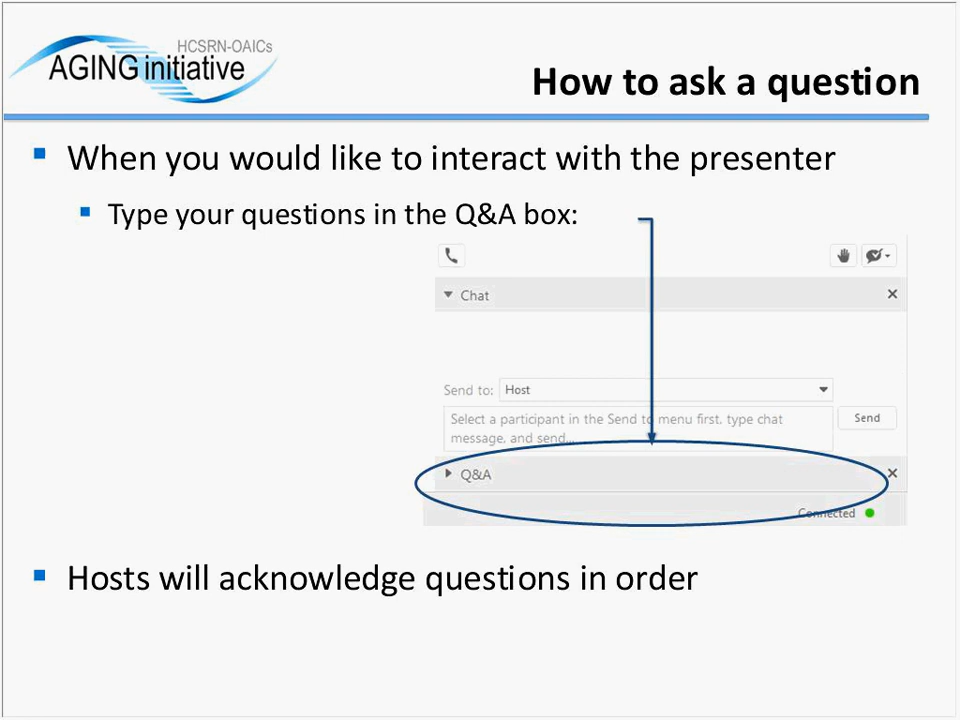 HCSRN-OAICs
AGING initiative
How to ask a question
When you would like to interact with the presenter
Type your questions in the Q&A box:
Chat
Send to: Host
Select a participant in the Send to menu first, type chat
message, and send...
Send
Q&A
Connected
Hosts will acknowledge questions in order